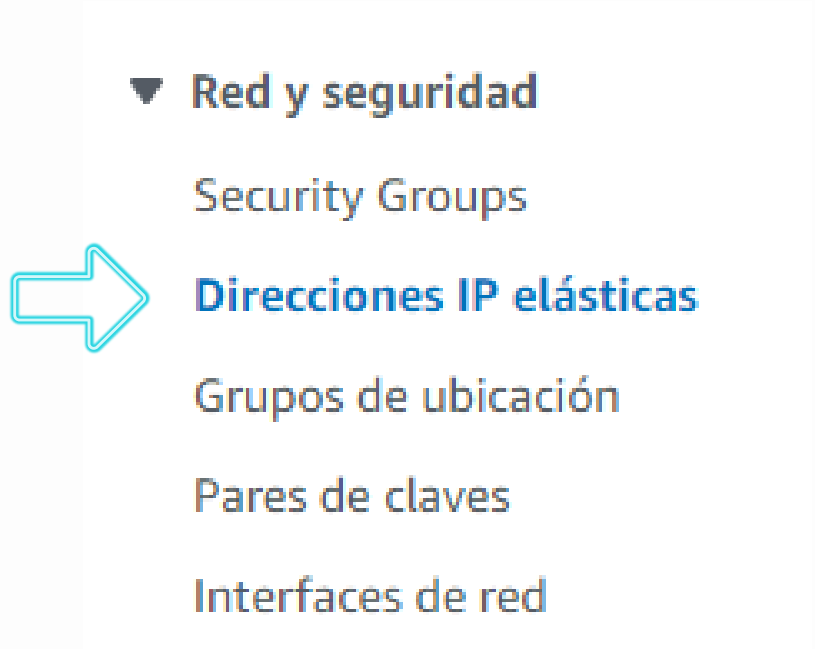 Red y seguridad
Security Groups
Direcciones IP elásticas
Grupos de ubicación
Pares de claves
Interfaces de red